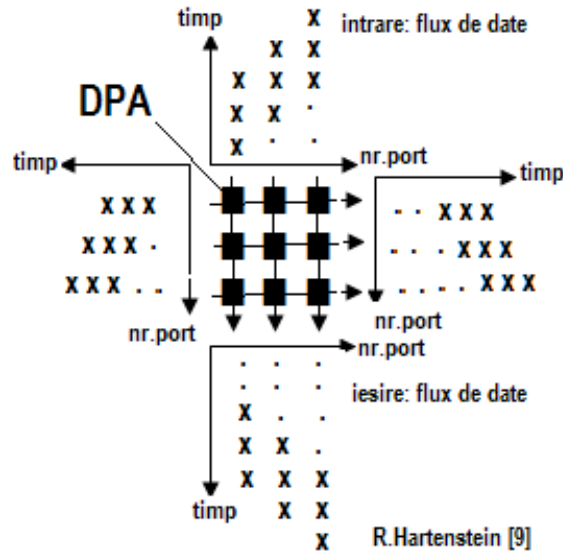 timp
x
intrare: flux de date
x x
x x x
DPA
x x .
x . .
timp
nr.port
timp
x x x
. . x x x
x x x .
. . . x x x
x x x . .
. . . . x x x
nr.port
nr.port
nr.port
. . .
. . .
iesire: flux de date
x . .
x x .
x x x
timp
x x
x
R.Hartenstein [9]